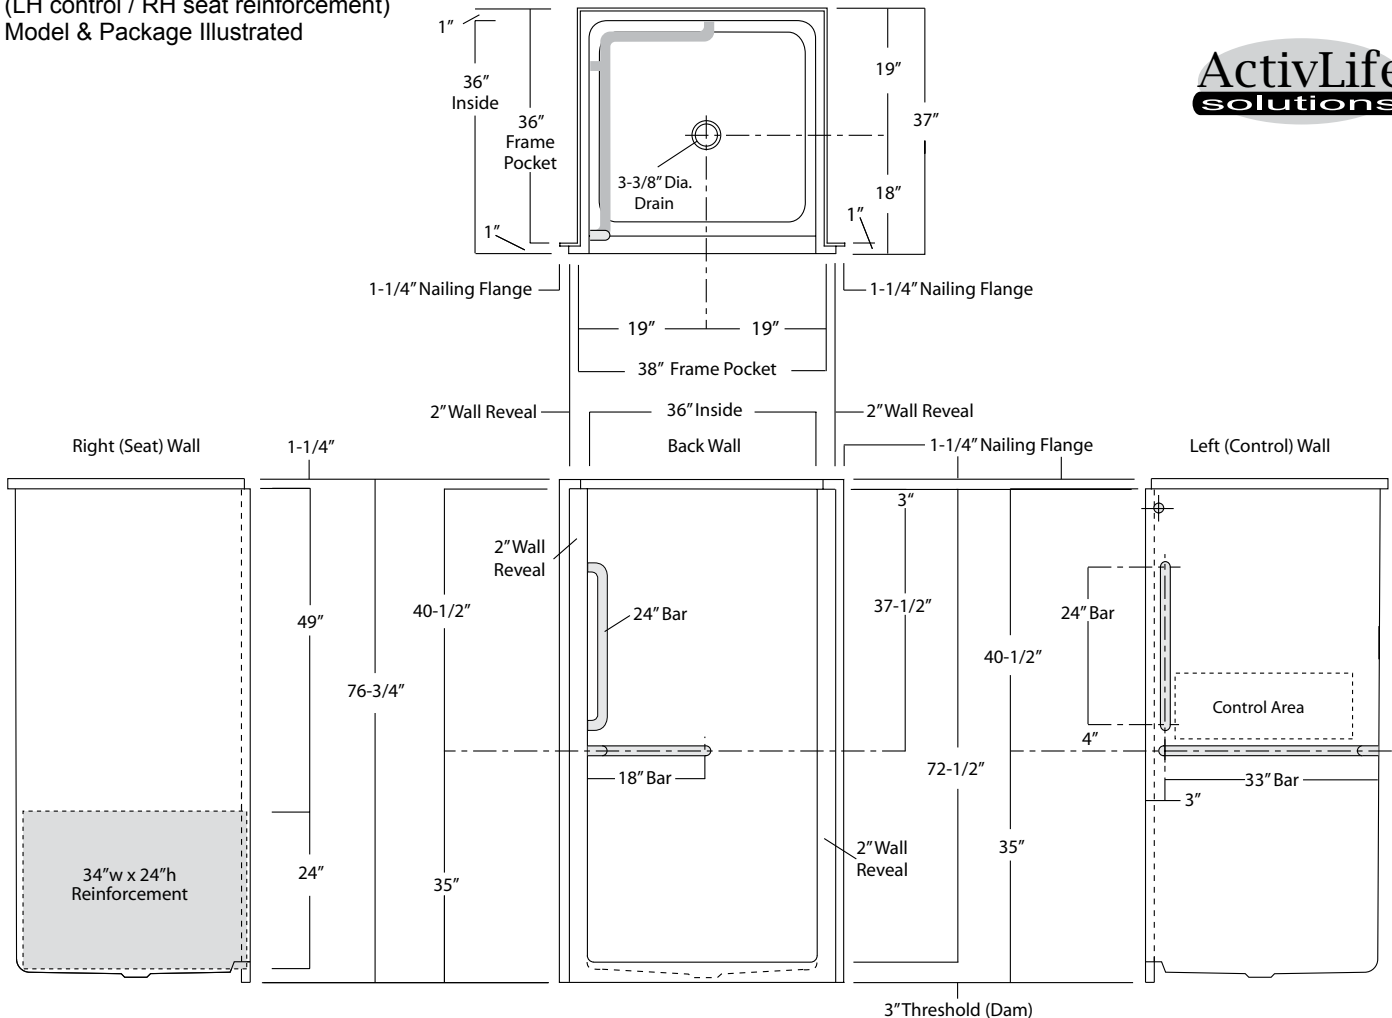 (LH control / RH seat reinforcement)
Model & Package Illustrated
ActivLife
solutions
1”
36”
Inside
36”
Frame
Pocket
1”
3-3/8” Dia.
Drain
19”
37”
18”
1”
1-1/4” Nailing Flange
1-1/4” Nailing Flange
19”
19”
38” Frame Pocket
2” Wall Reveal
36” Inside
2” Wall Reveal
Right (Seat) Wall
1-1/4”
Back Wall
1-1/4” Nailing Flange
Left (Control) Wall
49”
76-3/4”
40-1/2”
2” Wall
Reveal
24” Bar
3“
37-1/2”
40-1/2”
24” Bar
Control Area
4”
18” Bar
72-1/2”
33” Bar
3”
34”w x 24”h
Reinforcement
24”
35”
2” Wall
Reveal
35”
3” Threshold (Dam)